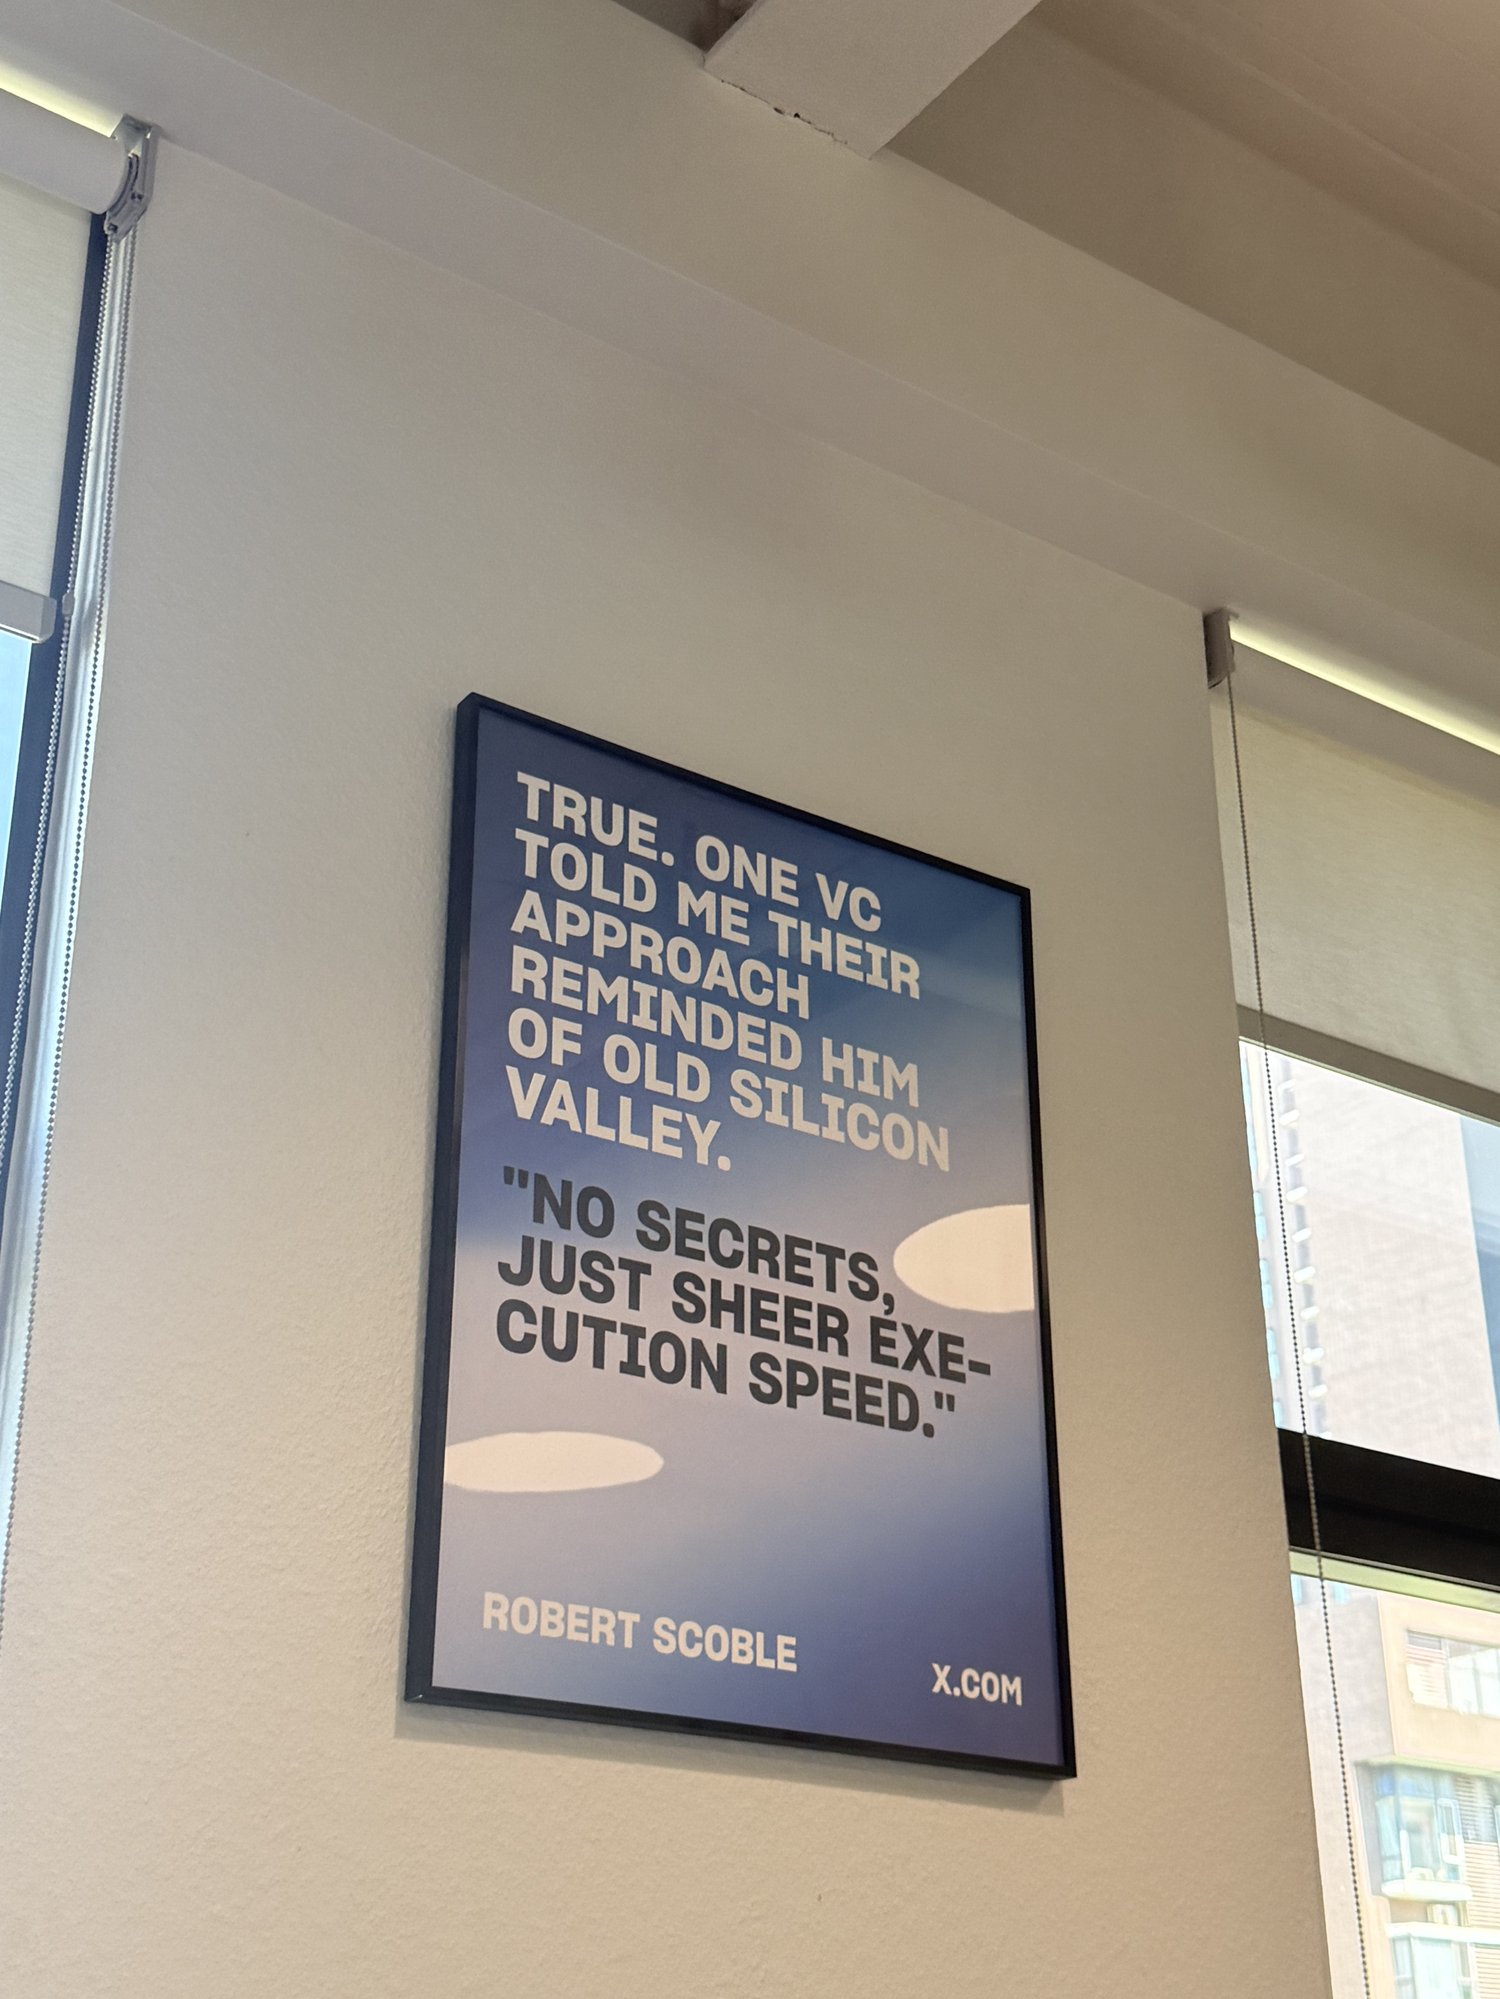 TRUE. ONE VC
TOLD ME THEIR
APPROACH
REMINDED HIM
OF OLD SILICON
VALLEY.
"NO SECRETS,
JUST SHEER EXE-
CUTION SPEED."
ROBERT SCOBLE
X.COM